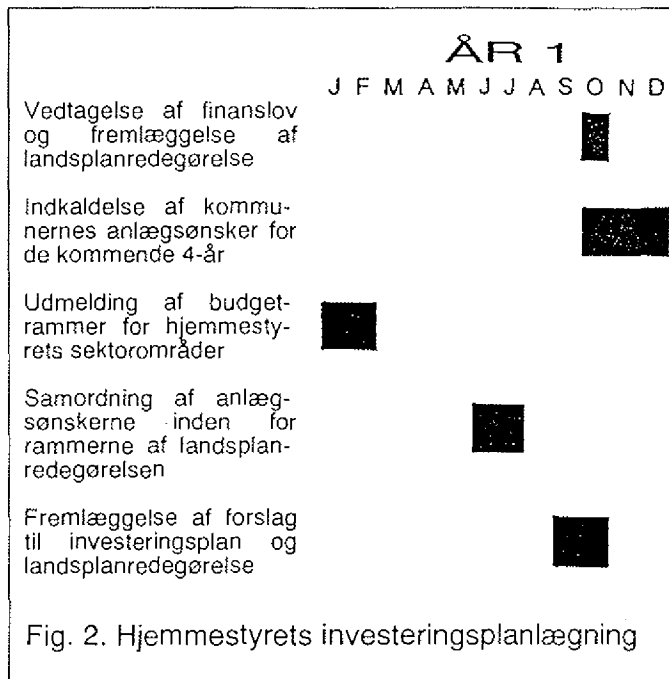 ÅR 1
J F M A M J J A S O N D
Vedtagelse af finanslov
og fremlæggelse af
landsplanredegørelse
Indkaldelse af kommu-
nernes anlægsønsker for
de kommende 4-år
Udmelding af budget-
rammer for hjemmesty-
rets sektorområder
Samordning af anlæg-
sønskerne inden for
rammerne af landsplan-
redegørelsen
Fremlæggelse af forslag
til investeringsplan og
landsplanredegørelse
Fig. 2. Hjemmestyrets investeringsplanlægning